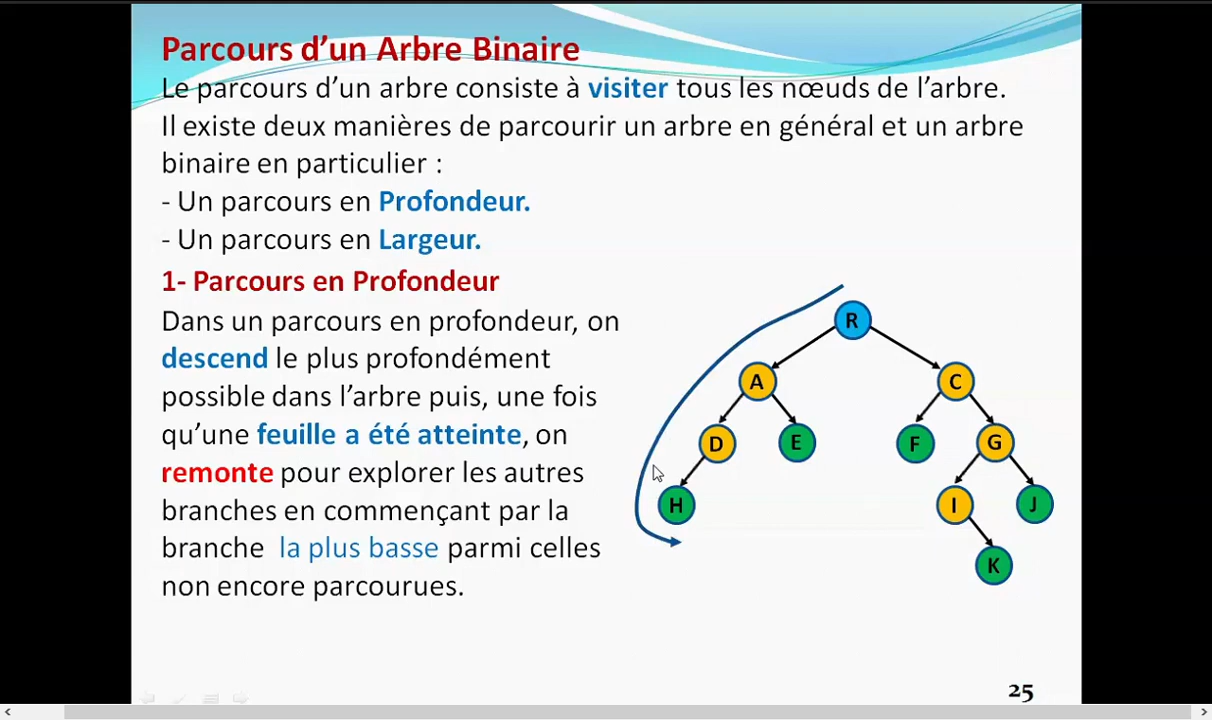 Parcours d’un Arbre Binaire
Le parcours d’un arbre consiste à visiter tous les nœuds de l’arbre.
Il existe deux manières de parcourir un arbre en général et un arbre
binaire en particulier :
- Un parcours en Profondeur.
- Un parcours en Largeur.
1- Parcours en Profondeur
Dans un parcours en profondeur, on
descend le plus profondément
possible dans l’arbre puis, une fois
qu’une feuille a été atteinte, on
remonte pour explorer les autres
branches en commençant par la
branche la plus basse parmi celles
non encore parcourues.
R
A C
D E F G
H I J
K
25